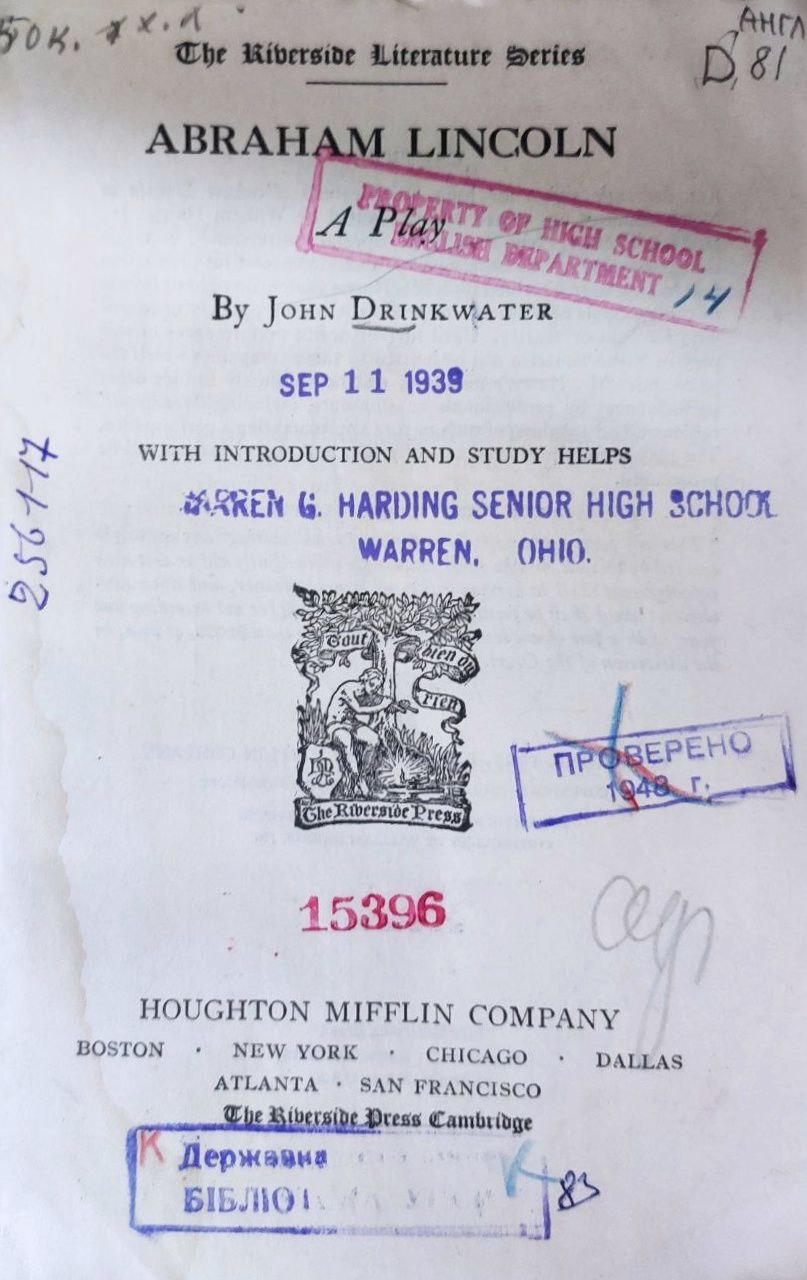 АНГЛ
The Riverside Literature Series
D, 81
ABRAHAM LINCOLN
PROPERTY OF HIGH SCHOOL
A Play
ENGLISH DEPARTMENT 14
By JOHN DRINKWATER
SEP 11 1939
WITH INTRODUCTION AND STUDY HELPS
WARREN G. HARDING SENIOR HIGH SCHOOL
WARREN, OHIO.
256117
Tout bien ou rien
The Riverside Press
ПРОВЕРЕНО
1948 г.
15396
HOUGHTON MIFFLIN COMPANY
BOSTON · NEW YORK · CHICAGO · DALLAS
ATLANTA · SAN FRANCISCO
The Riverside Press Cambridge
К Державна
БІБЛІОТ
К 83